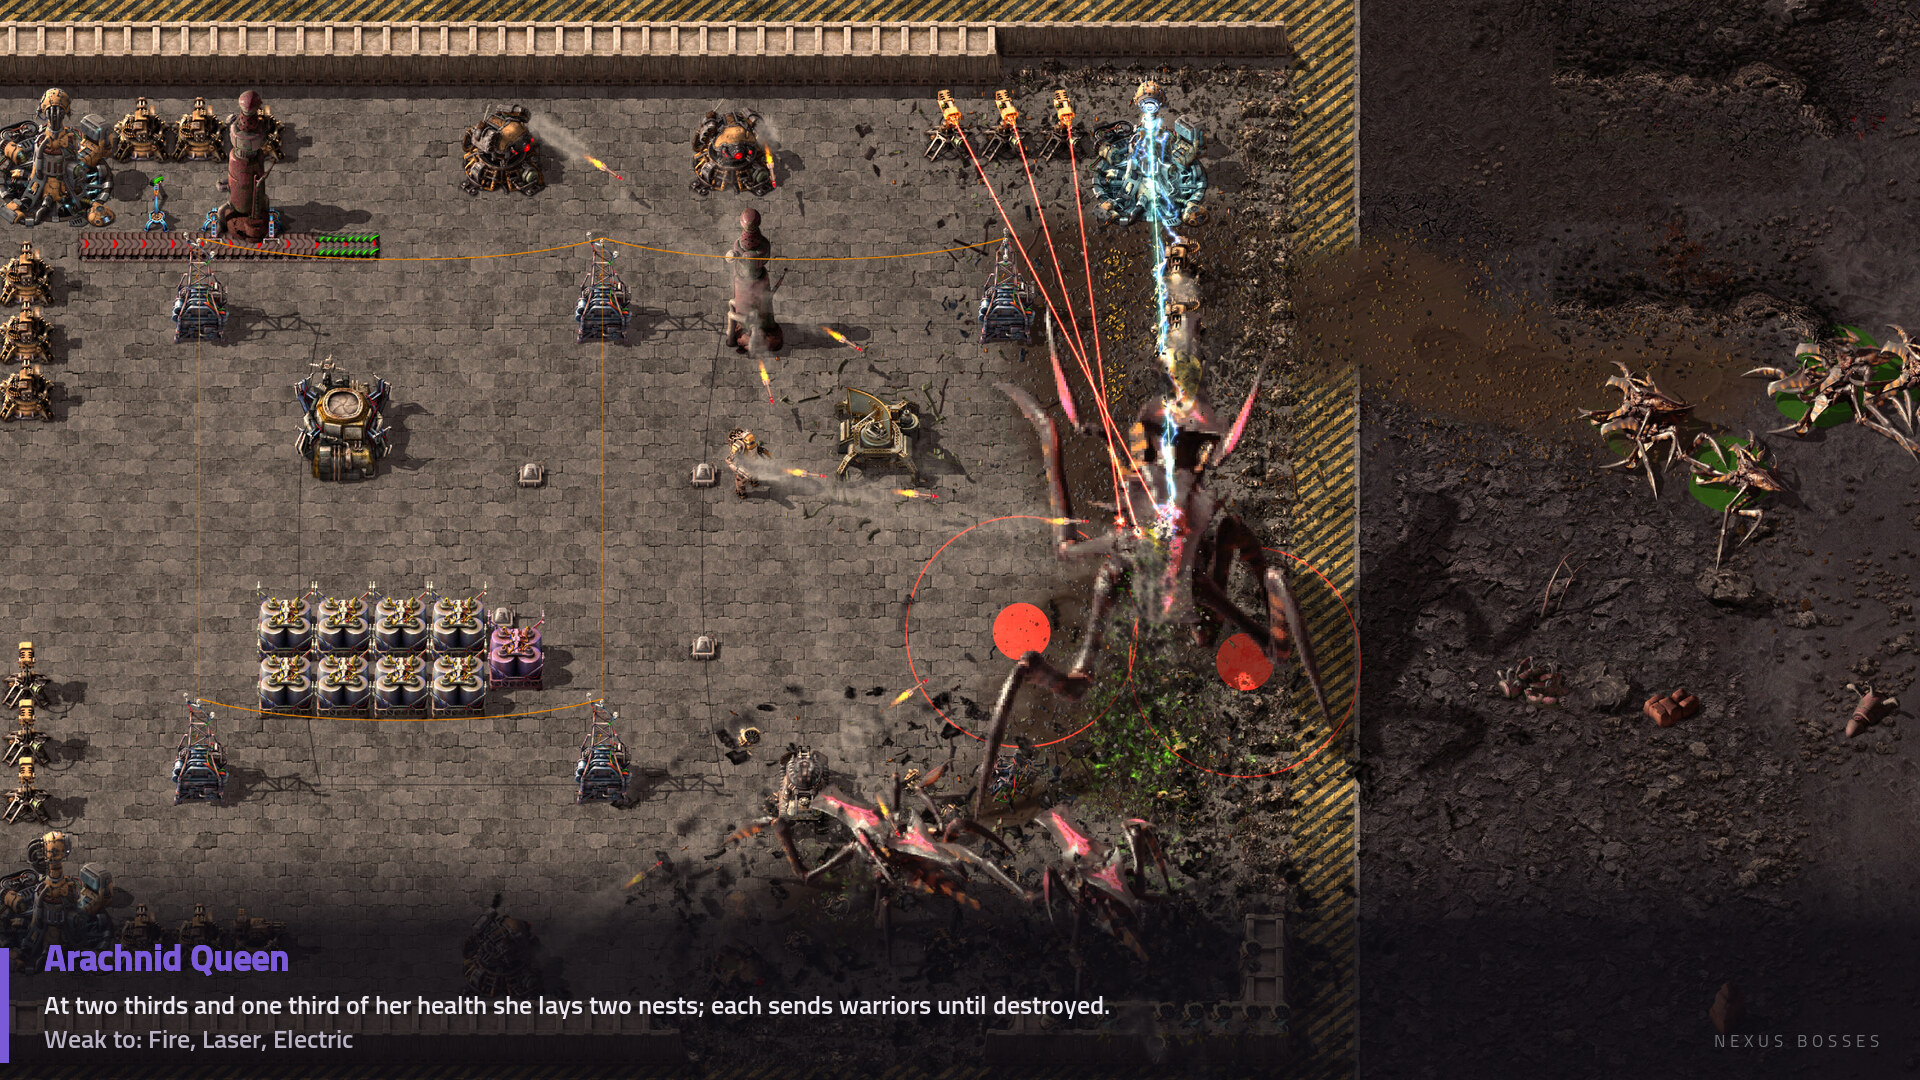 Arachnid Queen
At two thirds and one third of her health she lays two nests; each sends warriors until destroyed.
Weak to: Fire, Laser, Electric
NEXUS BOSSES